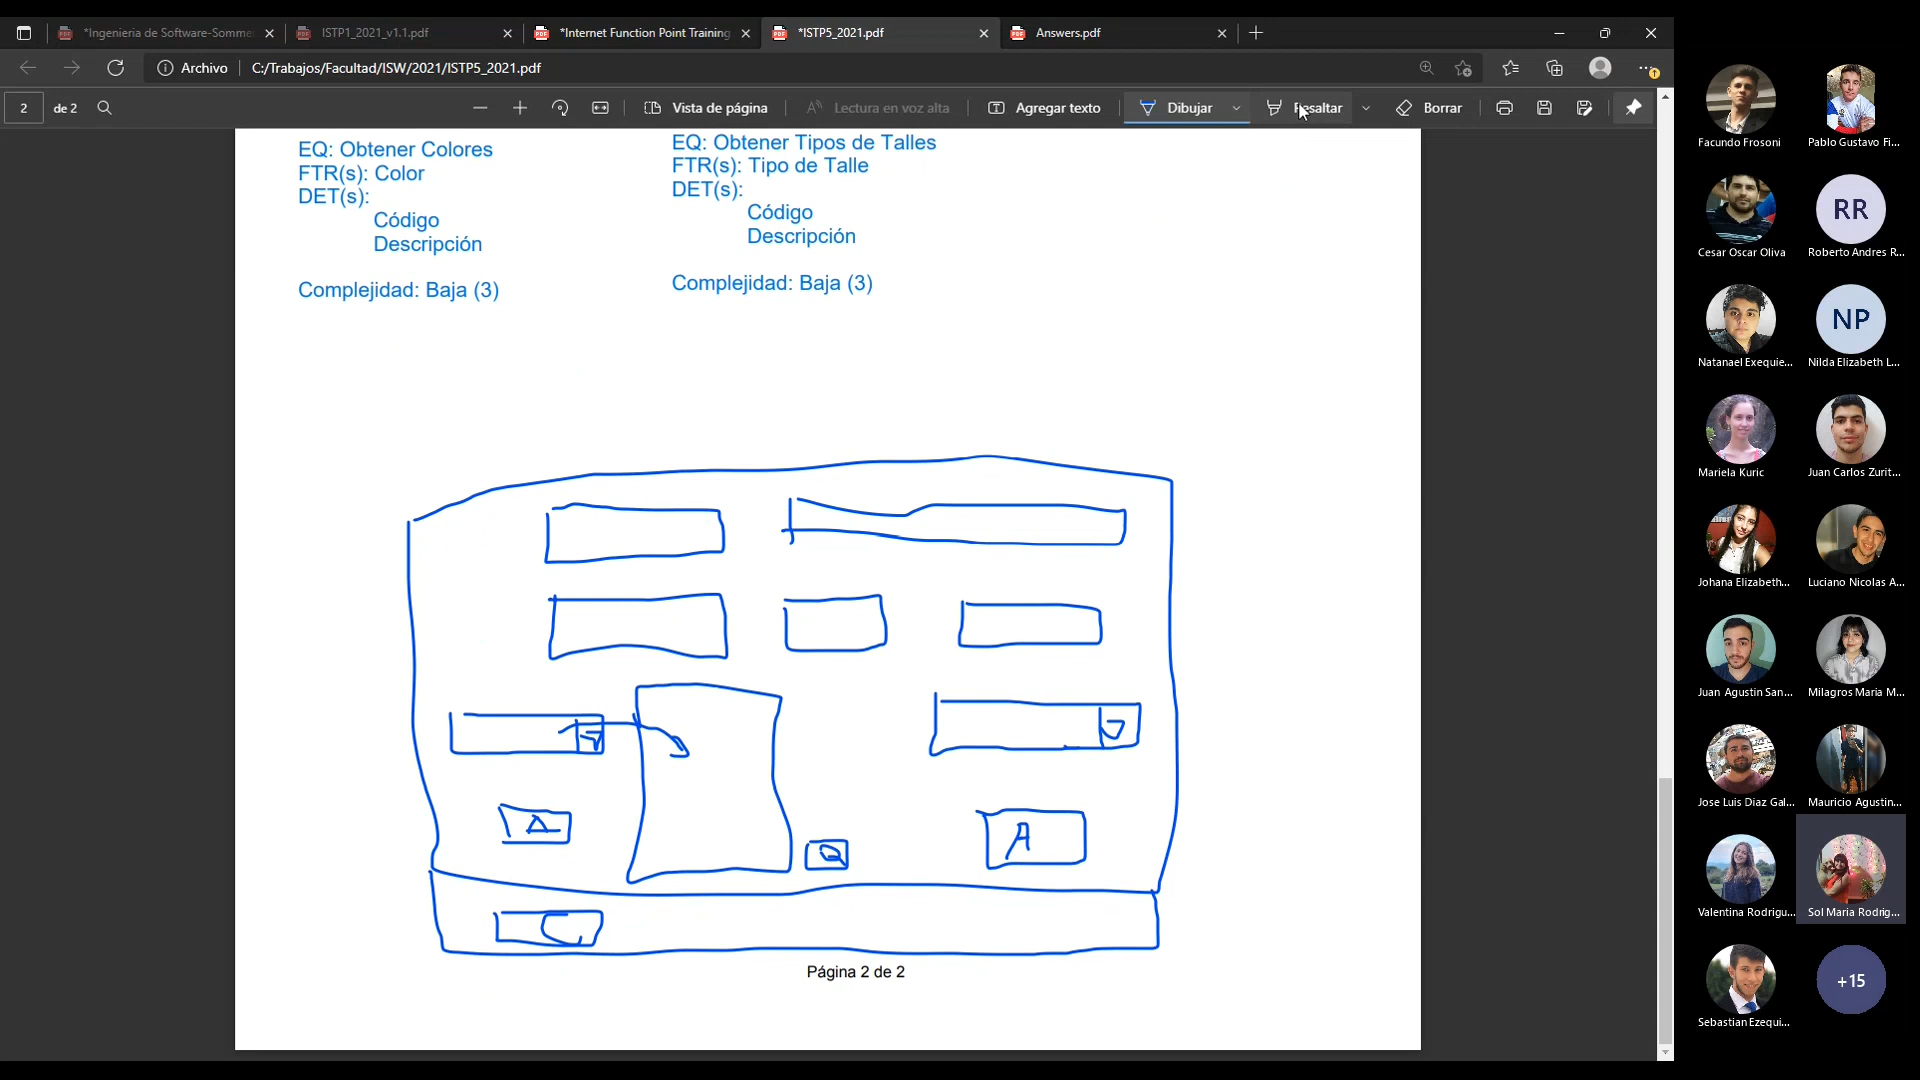 *Ingenieria de Software-Somme
ISTP1_2021_v1.1.pdf
*Internet Function Point Training
*ISTP5_2021.pdf
Answers.pdf
Archivo
C:/Trabajos/Facultad/ISW/2021/ISTP5_2021.pdf
2
de 2
Vista de página
Lectura en voz alta
Agregar texto
Dibujar
Resaltar
Borrar
EQ: Obtener Colores
FTR(s): Color
DET(s):
Código
Descripción
Complejidad: Baja (3)
EQ: Obtener Tipos de Talles
FTR(s): Tipo de Talle
DET(s):
Código
Descripción
Complejidad: Baja (3)
A
Página 2 de 2
Facundo Frosoni
Pablo Gustavo Fi...
Cesar Oscar Oliva
RR
Roberto Andres R...
Natanael Exequie...
NP
Nilda Elizabeth L...
Mariela Kuric
Juan Carlos Zurit...
Johana Elizabeth...
Luciano Nicolas A...
Juan Agustin San...
Milagros Maria M...
Jose Luis Diaz Gal...
Mauricio Agustin...
Valentina Rodrigu...
Sol Maria Rodrig...
Sebastian Ezequi...
+15